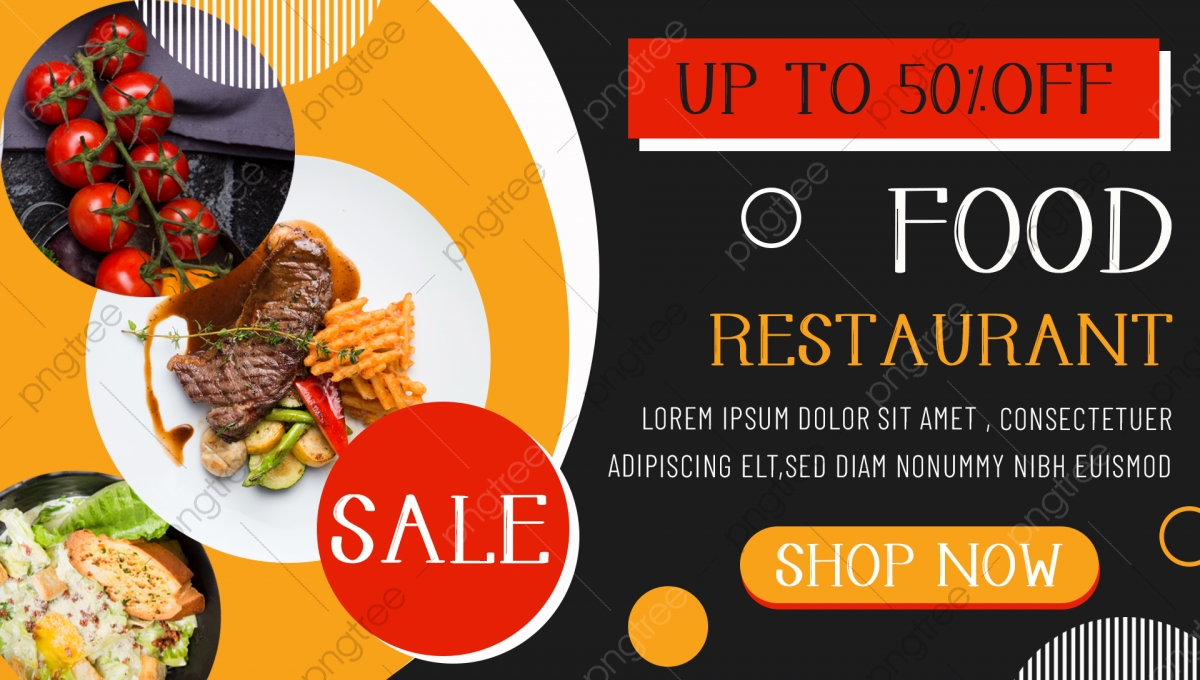 UP TO 50%OFF
FOOD
RESTAURANT
LOREM IPSUM DOLOR SIT AMET , CONSECTETUER
ADIPISCING ELT,SED DIAM NONUMMY NIBH EUISMOD
SALE
SHOP NOW
pngtree